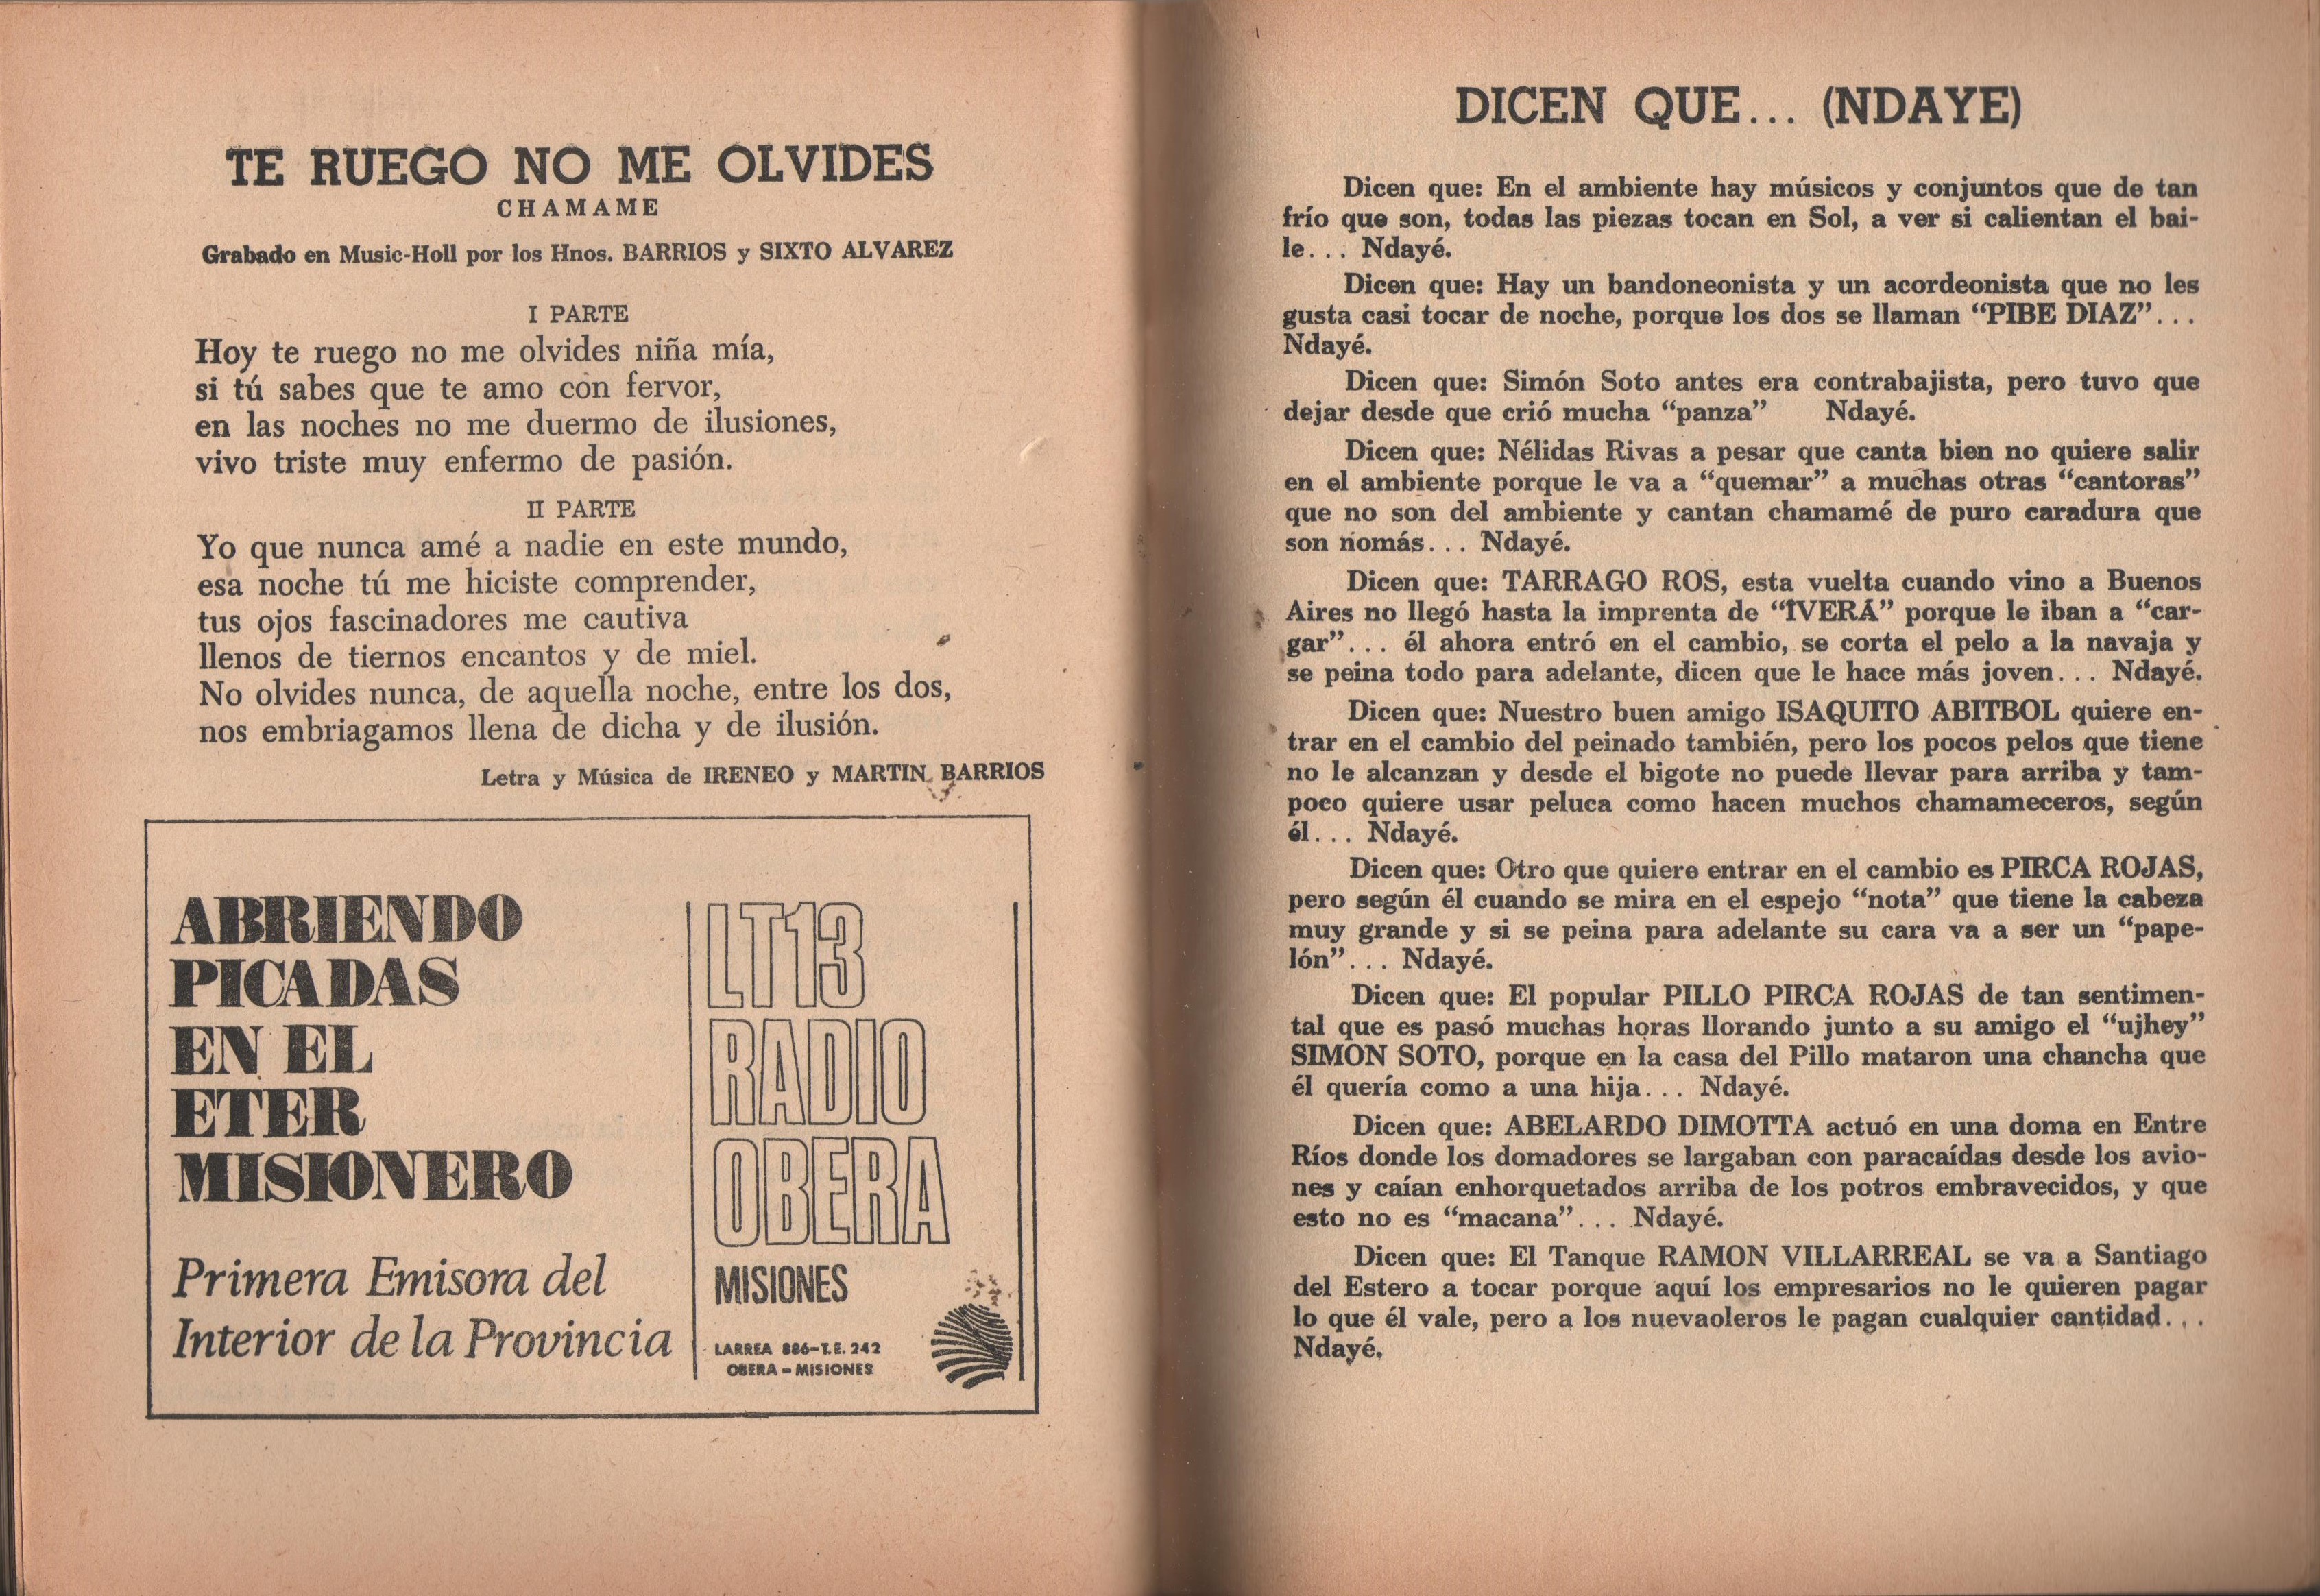 TE RUEGO NO ME OLVIDES
CHAMAME
Grabado en Music-Holl por los Hnos. BARRIOS y SIXTO ALVAREZ
I PARTE
Hoy te ruego no me olvides niña mía,
si tú sabes que te amo con fervor,
en las noches no me duermo de ilusiones,
vivo triste muy enfermo de pasión.
II PARTE
Yo que nunca amé a nadie en este mundo,
esa noche tú me hiciste comprender,
tus ojos fascinadores me cautiva
llenos de tiernos encantos y de miel.
No olvides nunca, de aquella noche, entre los dos,
nos embriagamos llena de dicha y de ilusión.
Letra y Música de IRENEO y MARTIN BARRIOS
ABRIENDO
PICADAS
EN EL
ETER
MISIONERO
Primera Emisora del
Interior de la Provincia
LT13
RADIO
OBERA
MISIONES
LARREA 886-T.E. 242
OBERA - MISIONES
DICEN QUE... (NDAYE)
Dicen que: En el ambiente hay músicos y conjuntos que de tan
frío que son, todas las piezas tocan en Sol, a ver si calientan el bai-
le... Ndayé.
Dicen que: Hay un bandoneonista y un acordeonista que no les
gusta casi tocar de noche, porque los dos se llaman "PIBE DIAZ"...
Ndayé.
Dicen que: Simón Soto antes era contrabajista, pero tuvo que
dejar desde que crió mucha "panza" Ndayé.
Dicen que: Nélidas Rivas a pesar que canta bien no quiere salir
en el ambiente porque le va a "quemar" a muchas otras "cantoras"
que no son del ambiente y cantan chamamé de puro caradura que
son nomás... Ndayé.
Dicen que: TARRAGO ROS, esta vuelta cuando vino a Buenos
Aires no llegó hasta la imprenta de "ÏVERÁ" porque le iban a "car-
gar"... él ahora entró en el cambio, se corta el pelo a la navaja y
se peina todo para adelante, dicen que le hace más joven... Ndayé.
Dicen que: Nuestro buen amigo ISAQUITO ABITBOL quiere en-
trar en el cambio del peinado también, pero los pocos pelos que tiene
no le alcanzan y desde el bigote no puede llevar para arriba y tam-
poco quiere usar peluca como hacen muchos chamameceros, según
él... Ndayé.
Dicen que: Otro que quiere entrar en el cambio es PIRCA ROJAS,
pero según él cuando se mira en el espejo "nota" que tiene la cabeza
muy grande y si se peina para adelante su cara va a ser un "pape-
lón"... Ndayé.
Dicen que: El popular PILLO PIRCA ROJAS de tan sentimen-
tal que es pasó muchas horas llorando junto a su amigo el "ujhey"
SIMON SOTO, porque en la casa del Pillo mataron una chancha que
él quería como a una hija... Ndayé.
Dicen que: ABELARDO DIMOTTA actuó en una doma en Entre
Ríos donde los domadores se largaban con paracaídas desde los avio-
nes y caían enhorquetados arriba de los potros embravecidos, y que
esto no es "macana"... Ndayé.
Dicen que: El Tanque RAMON VILLARREAL se va a Santiago
del Estero a tocar porque aquí los empresarios no le quieren pagar
lo que él vale, pero a los nuevaoleros le pagan cualquier cantidad...
Ndayé.